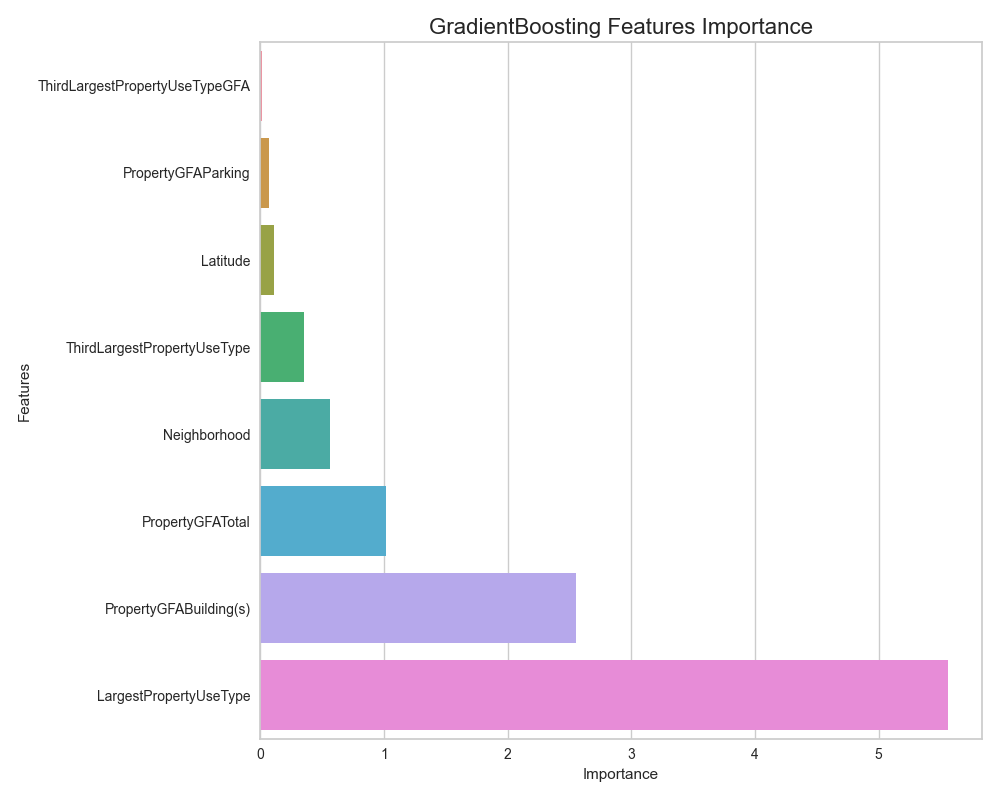 GradientBoosting Features Importance
ThirdLargestPropertyUseTypeGFA
PropertyGFAParking
Latitude
ThirdLargestPropertyUseType
Neighborhood
PropertyGFATotal
PropertyGFABuilding(s)
LargestPropertyUseType
Features
0 1 2 3 4 5
Importance